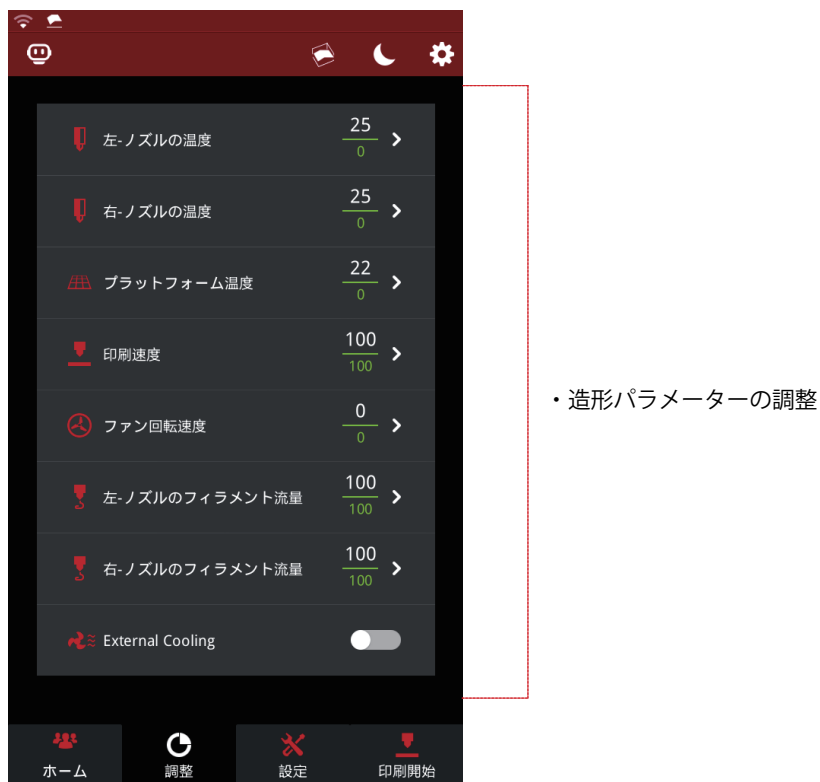 左-ノズルの温度
25
0
右-ノズルの温度
25
0
プラットフォーム温度
22
0
印刷速度
100
100
ファン回転速度
0
0
左-ノズルのフィラメント流量
100
100
右-ノズルのフィラメント流量
100
100
External Cooling
ホーム
調整
設定
印刷開始
・造形パラメーターの調整